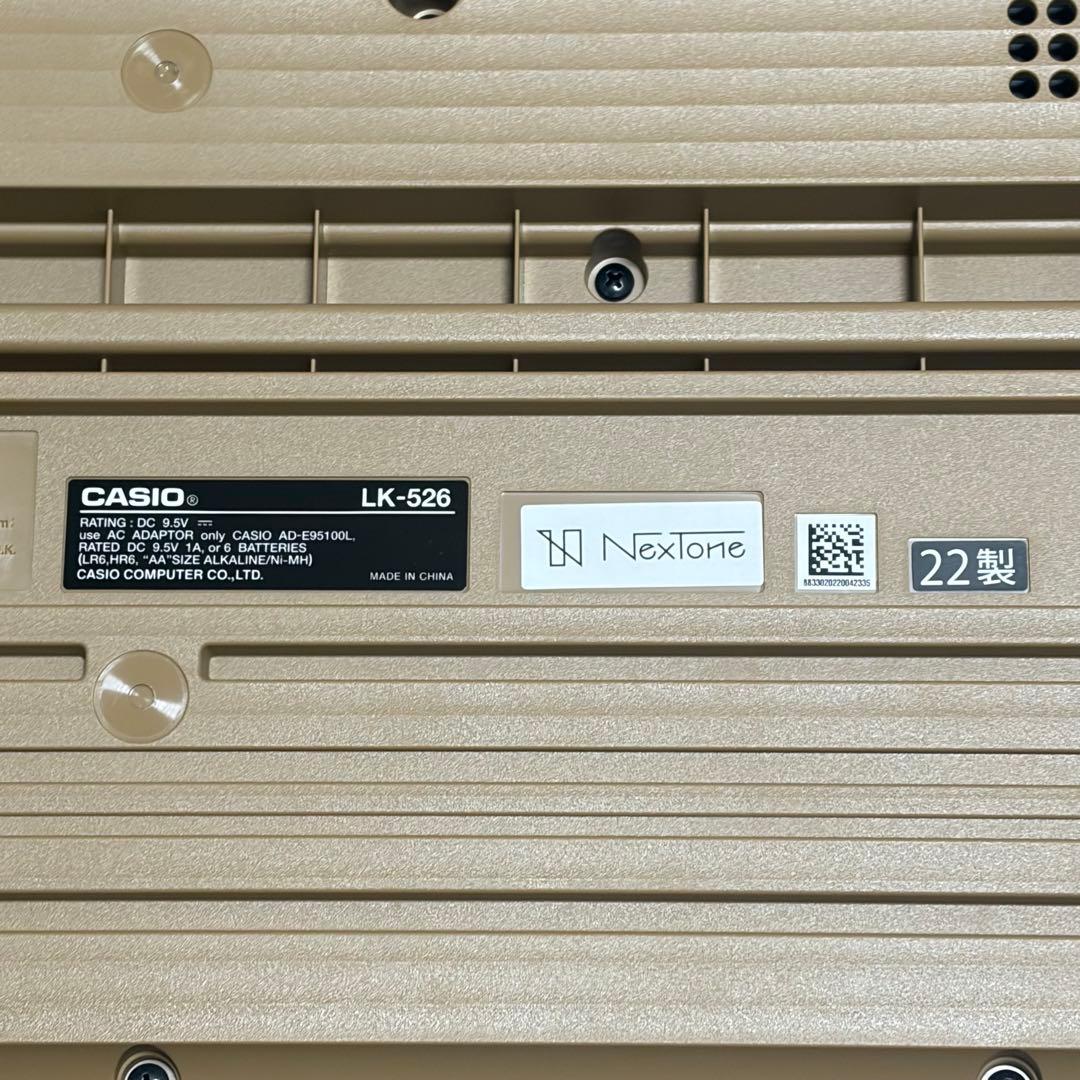 CASIO® LK-526
RATING : DC 9.5V ⎓
use AC ADAPTOR only CASIO AD-E95100L,
RATED DC 9.5V 1A, or 6 BATTERIES
(LR6,HR6, "AA"SIZE ALKALINE/Ni-MH)
CASIO COMPUTER CO.,LTD. MADE IN CHINA
NexTone
22製